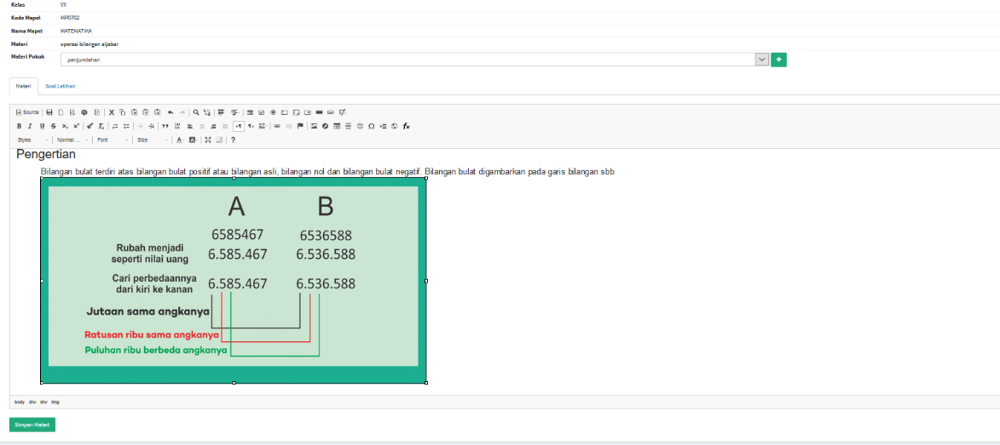 Kelas VII
Kode Mapel MP0702
Nama Mapel MATEMATIKA
Materi operasi bilangan aljabar
Materi Pokok penjumlahan
Materi Soal Latihan
Source
Styles Normal ... Font Size A A ?
Pengertian
Bilangan bulat terdiri atas bilangan bulat positif atau bilangan asli, bilangan nol dan bilangan bulat negatif. Bilangan bulat digambarkan pada garis bilangan sbb
A B
6585467 6536588
Rubah menjadi
seperti nilai uang 6.585.467 6.536.588
Cari perbedaannya
dari kiri ke kanan 6.585.467 6.536.588
Jutaan sama angkanya
Ratusan ribu sama angkanya
Puluhan ribu berbeda angkanya
body div div img
Simpan Materi